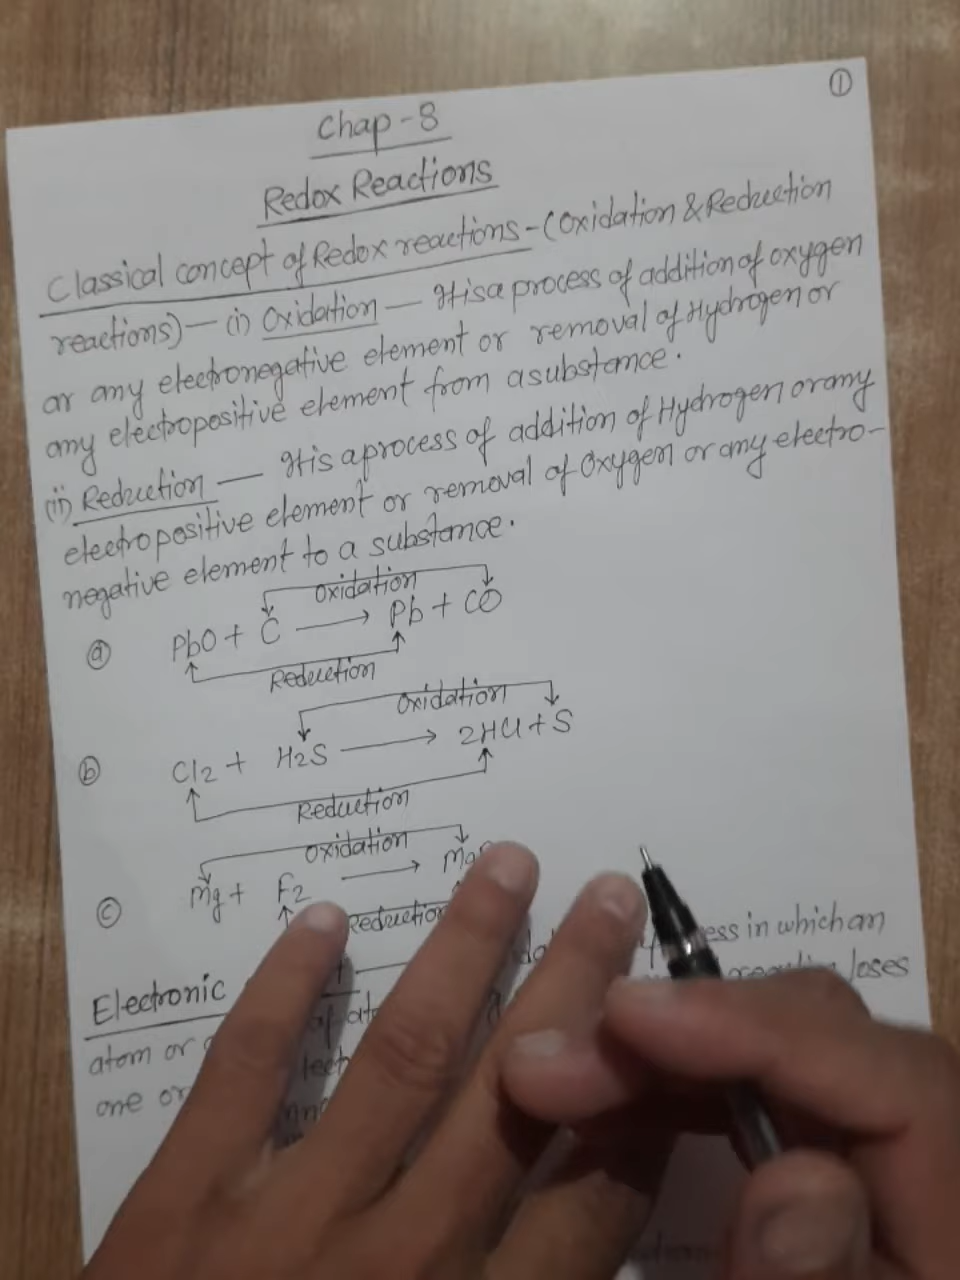 ①
Chap-8
Redox Reactions
Classical concept of Redox reactions-(Oxidation & Reduction
reactions)— (i) Oxidation — It is a process of addition of oxygen
or any electronegative element or removal of Hydrogen or
any electropositive element from a substance.
(ii) Reduction — It is a process of addition of Hydrogen or any
electropositive element or removal of Oxygen or any electro-
negative element to a substance.
Oxidation
ⓐ PbO + C ⟶ Pb + CO
Reduction
Oxidation
ⓑ Cl2 + H2S ⟶ 2HCl + S
Reduction
Oxidation
ⓒ Mg + F2 ⟶
Reduction
Electronic in which an
atom or loses
one or